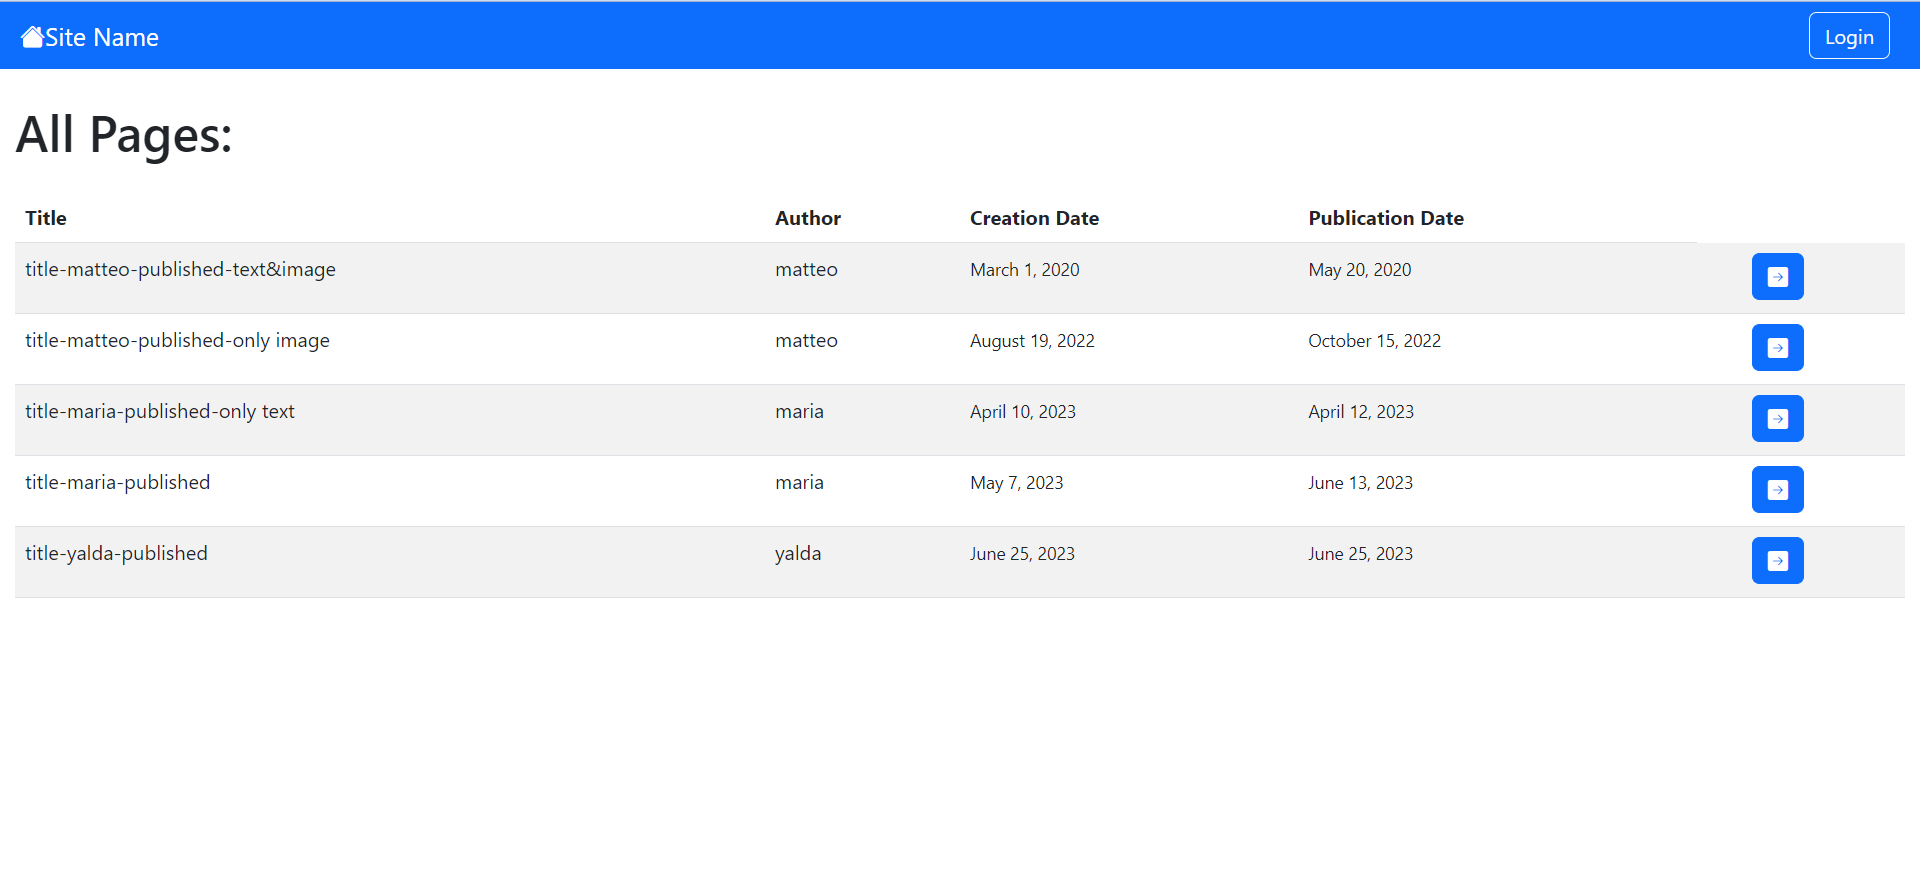 Site Name Login
All Pages:
Title Author Creation Date Publication Date
title-matteo-published-text&image matteo March 1, 2020 May 20, 2020
title-matteo-published-only image matteo August 19, 2022 October 15, 2022
title-maria-published-only text maria April 10, 2023 April 12, 2023
title-maria-published maria May 7, 2023 June 13, 2023
title-yalda-published yalda June 25, 2023 June 25, 2023